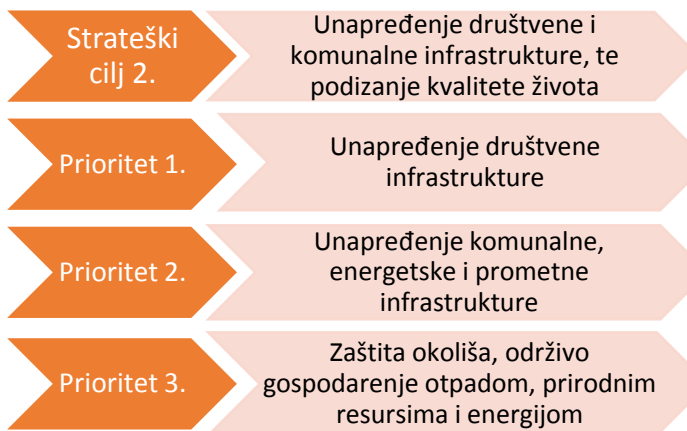 Strateški
cilj 2.
Unapređenje društvene i
komunalne infrastrukture, te
podizanje kvalitete života
Prioritet 1.
Unapređenje društvene
infrastrukture
Prioritet 2.
Unapređenje komunalne,
energetske i prometne
infrastrukture
Prioritet 3.
Zaštita okoliša, održivo
gospodarenje otpadom, prirodnim
resursima i energijom